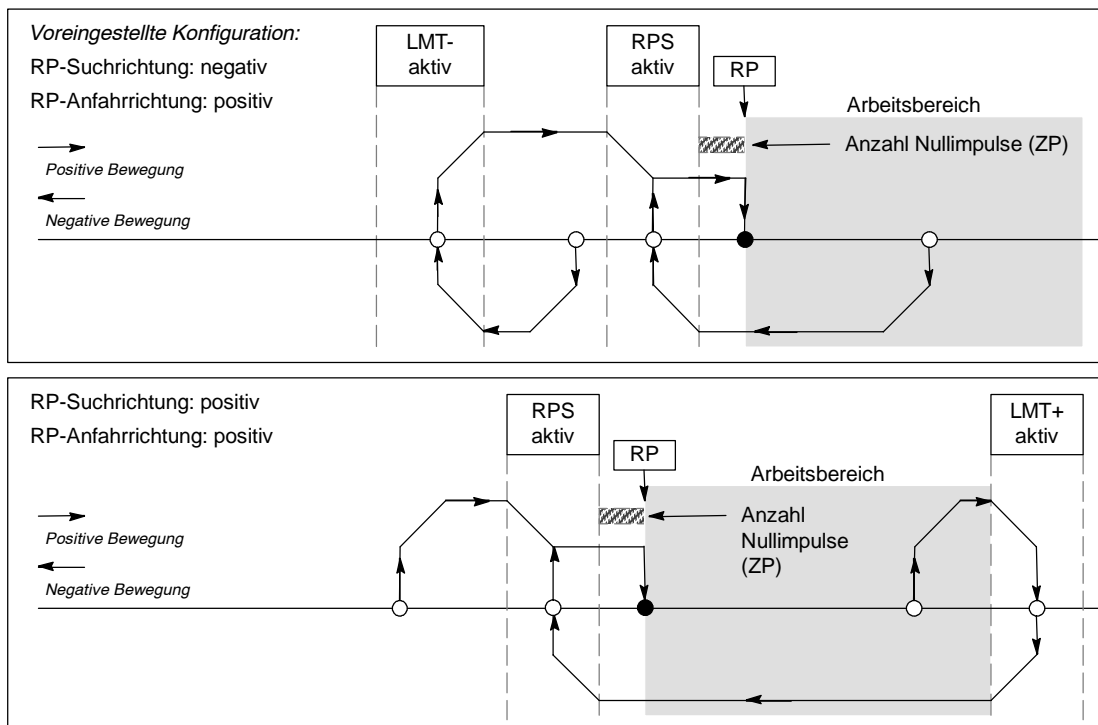 Voreingestellte Konfiguration:
RP-Suchrichtung: negativ
RP-Anfahrrichtung: positiv
LMT-
aktiv
RPS
aktiv
RP
Arbeitsbereich
Anzahl Nullimpulse (ZP)
Positive Bewegung
Negative Bewegung
RP-Suchrichtung: positiv
RP-Anfahrrichtung: positiv
RPS
aktiv
RP
LMT+
aktiv
Arbeitsbereich
Anzahl
Nullimpulse
(ZP)
Positive Bewegung
Negative Bewegung